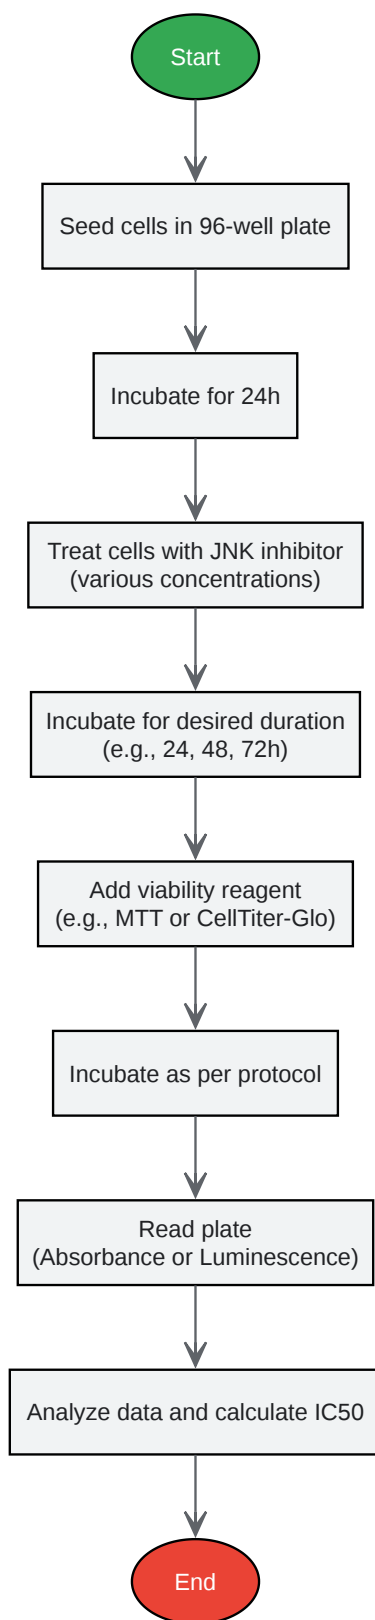 Start
Seed cells in 96-well plate
Incubate for 24h
Treat cells with JNK inhibitor
(various concentrations)
Incubate for desired duration
(e.g., 24, 48, 72h)
Add viability reagent
(e.g., MTT or CellTiter-Glo)
Incubate as per protocol
Read plate
(Absorbance or Luminescence)
Analyze data and calculate IC50
End